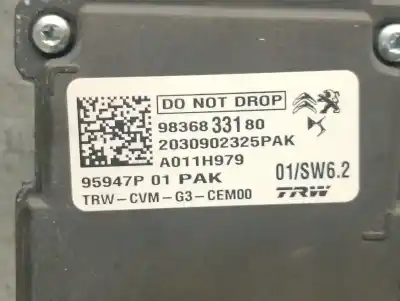 DO NOT DROP
98368 331 80
2030902325PAK
A011H979
95947P 01 PAK
01/SW6.2
TRW-CVM-G3-CEM00
TRW